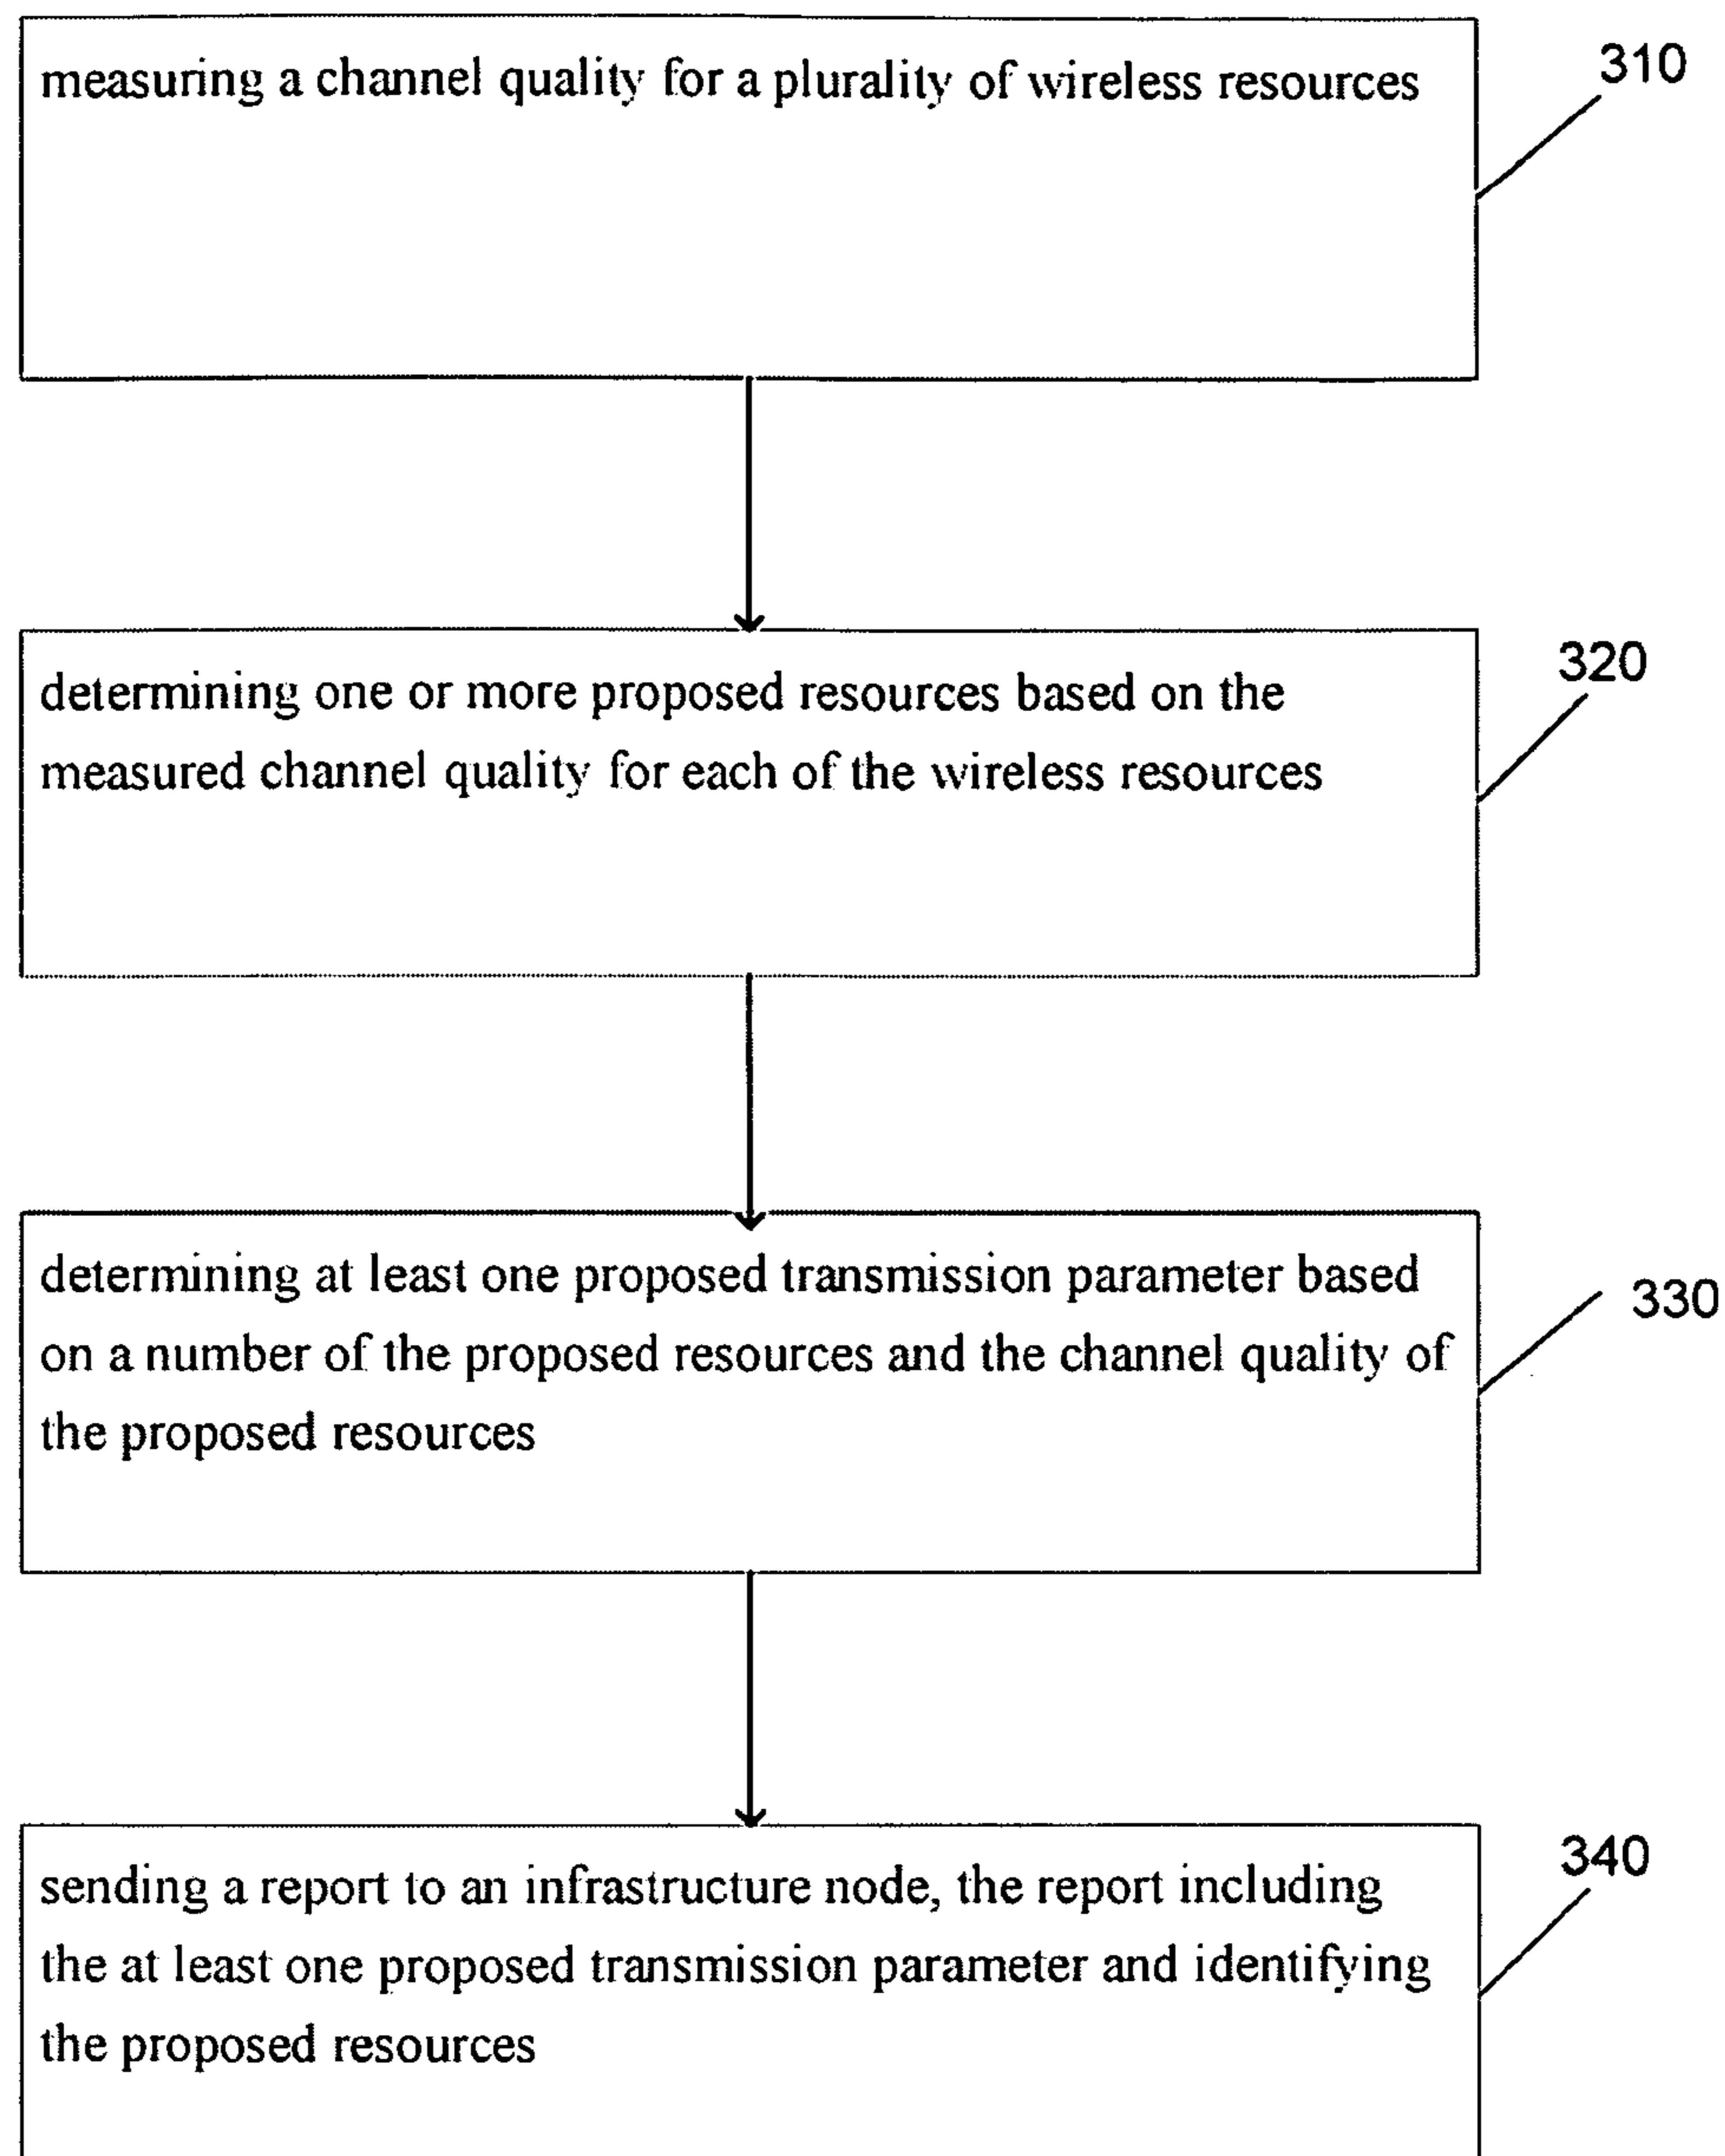 measuring a channel quality for a plurality of wireless resources
310
determining one or more proposed resources based on the
measured channel quality for each of the wireless resources
320
determining at least one proposed transmission parameter based
on a number of the proposed resources and the channel quality of
the proposed resources
330
sending a report to an infrastructure node, the report including
the at least one proposed transmission parameter and identifying
the proposed resources
340